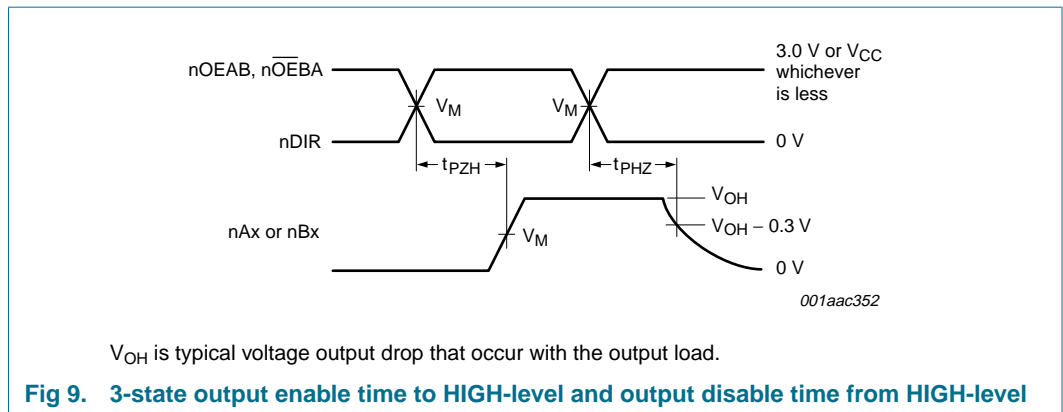 nOEAB, nOEBA
3.0 V or VCC
whichever
is less
VM
VM
nDIR
0 V
tPZH
tPHZ
VOH
VOH − 0.3 V
nAx or nBx
VM
0 V
001aac352
VOH is typical voltage output drop that occur with the output load.
Fig 9. 3-state output enable time to HIGH-level and output disable time from HIGH-level